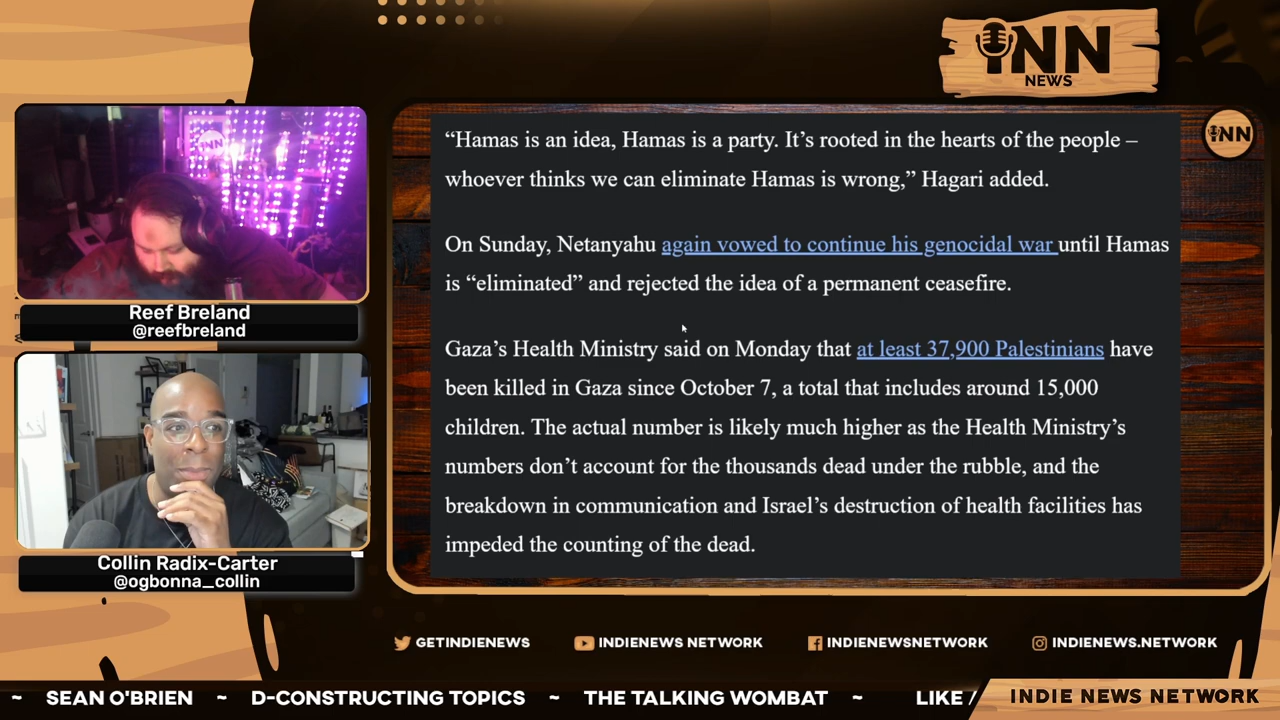 INN
NEWS
INN
“Hamas is an idea, Hamas is a party. It’s rooted in the hearts of the people –
whoever thinks we can eliminate Hamas is wrong,” Hagari added.
On Sunday, Netanyahu again vowed to continue his genocidal war until Hamas
is “eliminated” and rejected the idea of a permanent ceasefire.
Gaza’s Health Ministry said on Monday that at least 37,900 Palestinians have
been killed in Gaza since October 7, a total that includes around 15,000
children. The actual number is likely much higher as the Health Ministry’s
numbers don’t account for the thousands dead under the rubble, and the
breakdown in communication and Israel’s destruction of health facilities has
impeded the counting of the dead.
Reef Breland
@reefbreland
Collin Radix-Carter
@ogbonna_collin
GETINDIENEWS INDIENEWS NETWORK INDIENEWSNETWORK INDIENEWS.NETWORK
~ SEAN O'BRIEN ~ D-CONSTRUCTING TOPICS ~ THE TALKING WOMBAT ~ LIKE / INDIE NEWS NETWORK